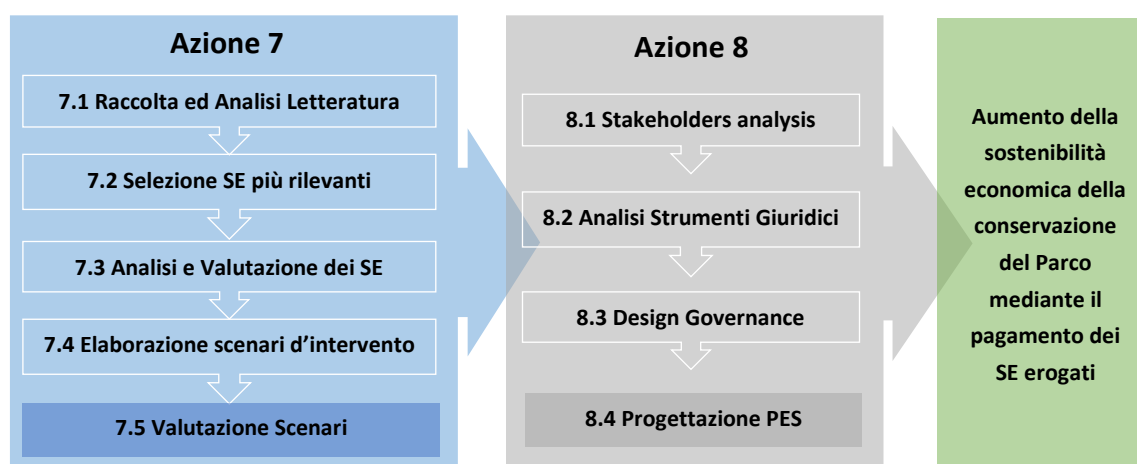 Azione 7
7.1 Raccolta ed Analisi Letteratura
7.2 Selezione SE più rilevanti
7.3 Analisi e Valutazione dei SE
7.4 Elaborazione scenari d'intervento
7.5 Valutazione Scenari
Azione 8
8.1 Stakeholders analysis
8.2 Analisi Strumenti Giuridici
8.3 Design Governance
8.4 Progettazione PES
Aumento della
sostenibilità
economica della
conservazione
del Parco
mediante il
pagamento dei
SE erogati